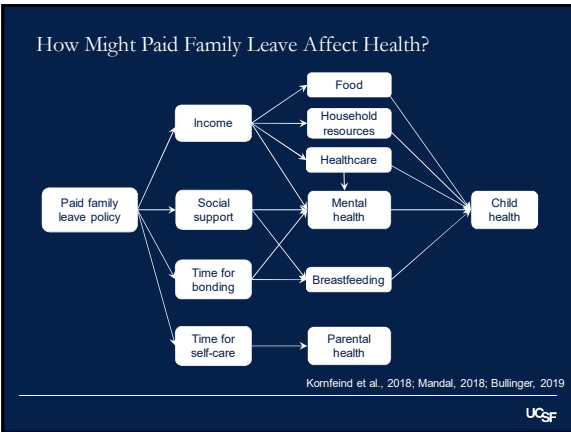 How Might Paid Family Leave Affect Health?
Food
Income
Household
resources
Healthcare
Paid family
leave policy
Social
support
Mental
health
Child
health
Time for
bonding
Breastfeeding
Time for
self-care
Parental
health
Kornfeind et al., 2018; Mandal, 2018; Bullinger, 2019
UCSF